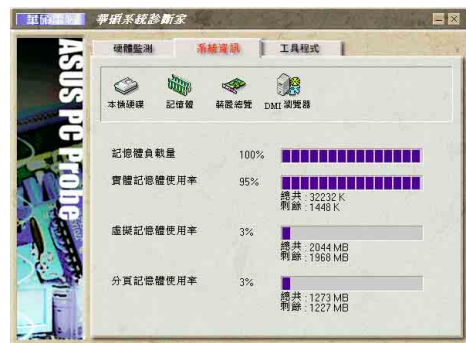 華碩系統診斷家
ASUS PC Probe
硬體監測
系統資訊
工具程式
本機硬碟
記憶體
裝置總覽
DMI 瀏覽器
記憶體負載量 100%
實體記憶體使用率 95%
總共 : 32232 K
剩餘 : 1448 K
虛擬記憶體使用率 3%
總共 : 2044 MB
剩餘 : 1968 MB
分頁記憶體使用率 3%
總共 : 1273 MB
剩餘 : 1227 MB